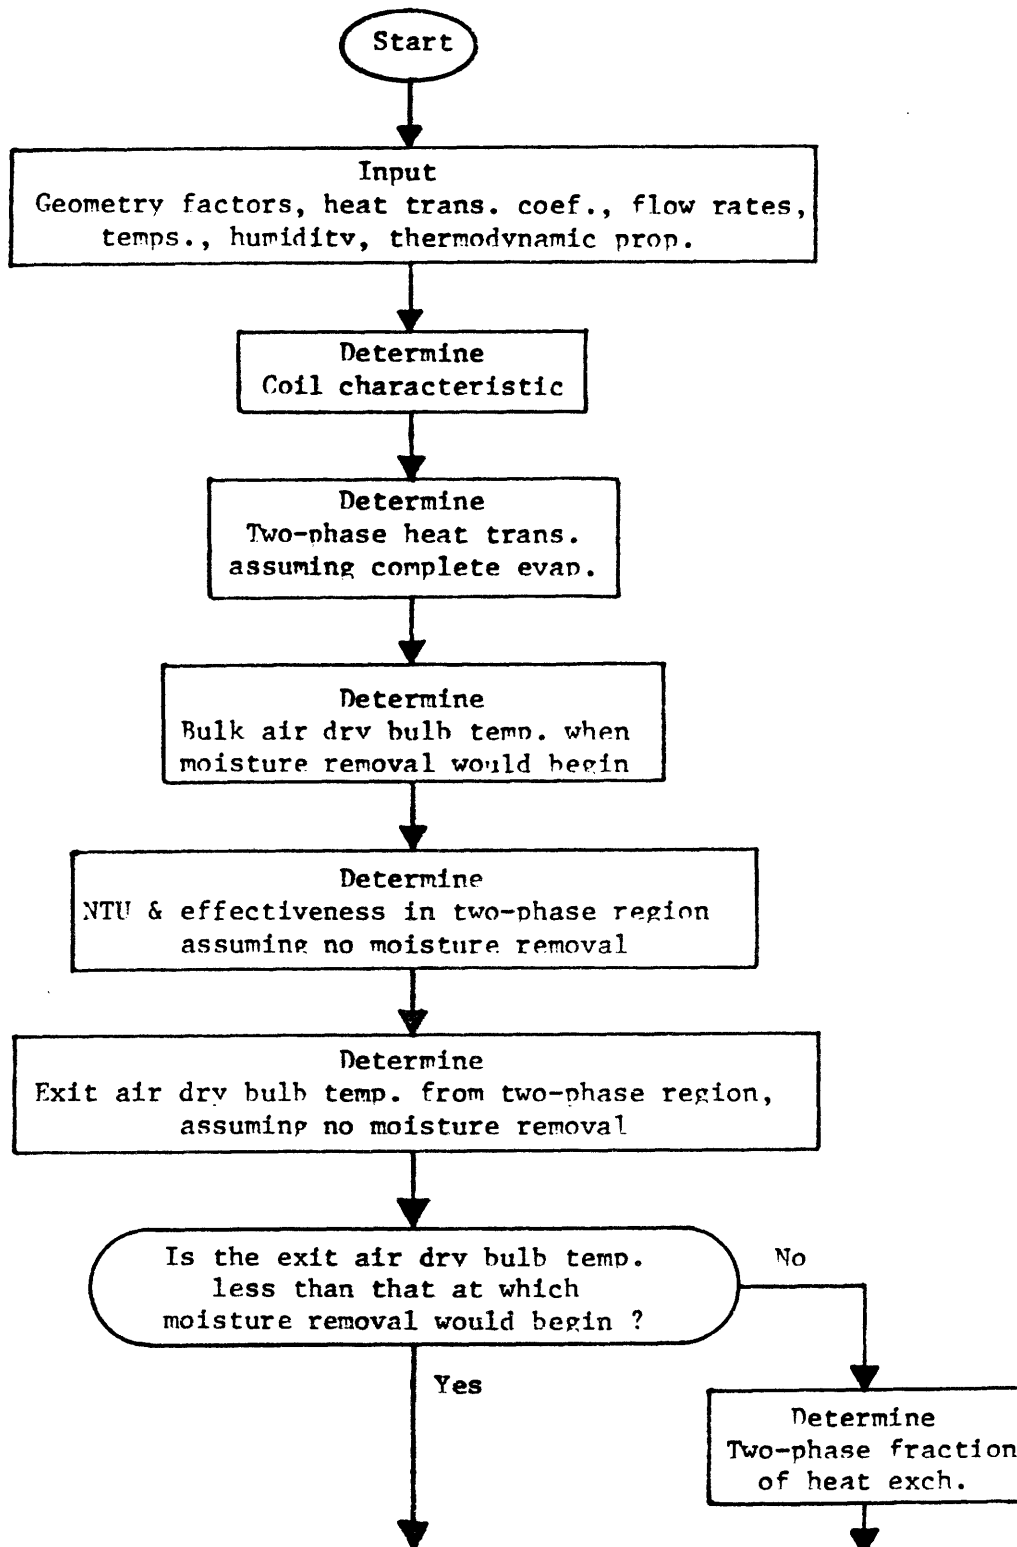 Start
Input
Geometry factors, heat trans. coef., flow rates,
temps., humidity, thermodynamic prop.
Determine
Coil characteristic
Determine
Two-phase heat trans.
assuming complete evap.
Determine
Bulk air dry bulb temp. when
moisture removal would begin
Determine
NTU & effectiveness in two-phase region
assuming no moisture removal
Determine
Exit air dry bulb temp. from two-phase region,
assuming no moisture removal
Is the exit air dry bulb temp.
less than that at which
moisture removal would begin ?
No
Yes
Determine
Two-phase fraction
of heat exch.